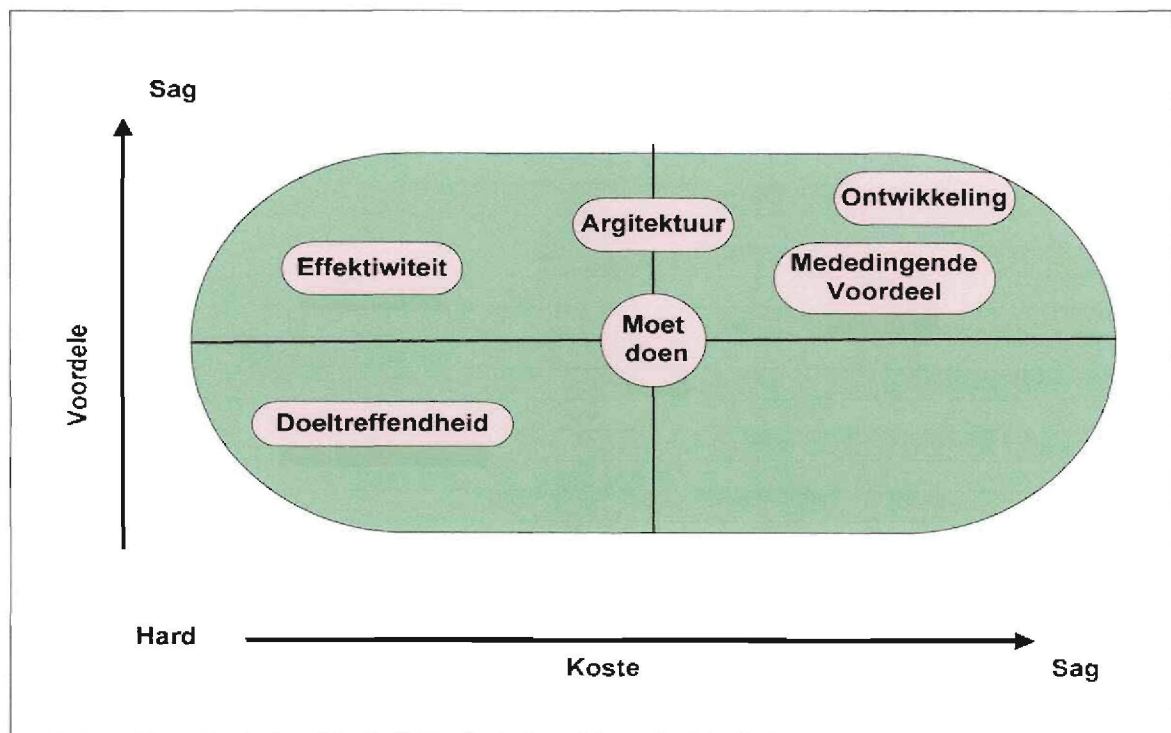 Sag
Ontwikkeling
Argitektuur
Effektiwiteit
Mededingende
Voordeel
Moet
doen
Voordele
Doeltreffendheid
Hard
Koste
Sag